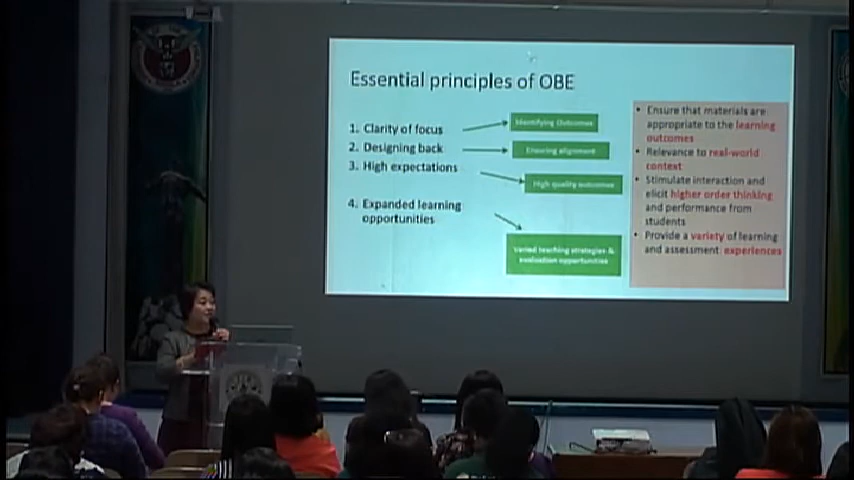 Essential principles of OBE
1. Clarity of focus
2. Designing back
3. High expectations
4. Expanded learning
opportunities
Identifying Outcomes
Ensuring alignment
High quality outcomes
Varied teaching strategies &
evaluation opportunities
• Ensure that materials are
appropriate to the learning
outcomes
• Relevance to real-world
context
• Stimulate interaction and
elicit higher order thinking
and performance from
students
• Provide a variety of learning
and assessment experiences